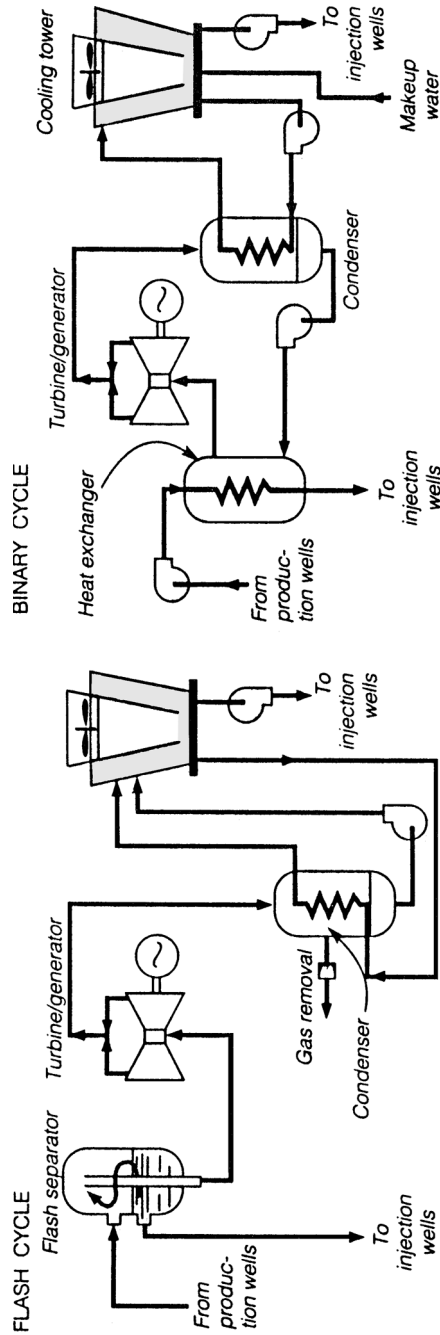 FLASH CYCLE
Flash separator
Turbine/generator
From
produc-
tion wells
To
injection
wells
Gas removal
Condenser
To
injection
wells
BINARY CYCLE
Heat exchanger
Turbine/generator
Cooling tower
From
produc-
tion wells
To
injection
wells
Condenser
Makeup
water
To
injection
wells